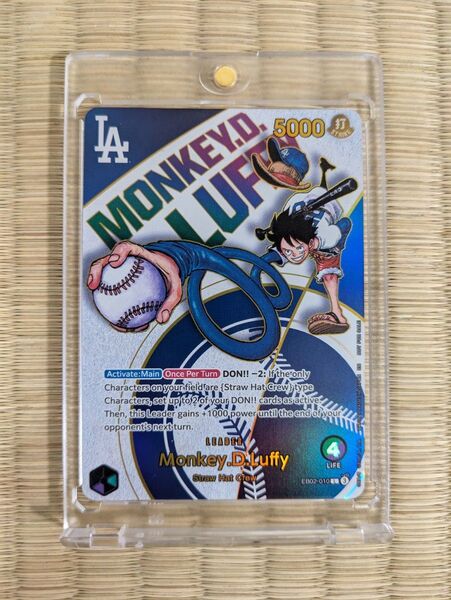 LA
MONKEY.D.
LUFFY
5000
打
STRIKE
Activate:Main Once Per Turn DON!! −2: If the only
Characters on your field are {Straw Hat Crew} type
Characters, set up to 2 of your DON!! cards as active.
Then, this Leader gains +1000 power until the end of your
opponent's next turn.
LEADER
Monkey.D.Luffy
Straw Hat Crew
4
LIFE
EB02-010 L 3